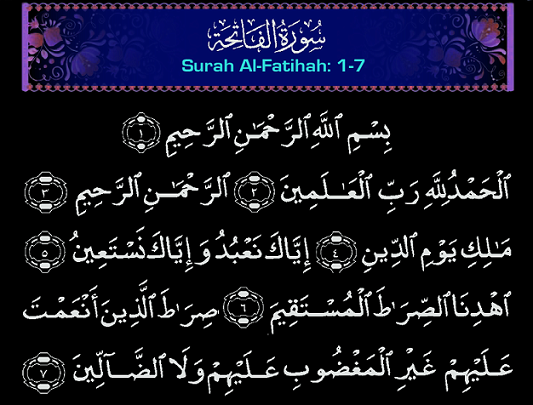 سُورَةُ الْفَاتِحَة
Surah Al-Fatihah: 1-7
بِسْمِ ٱللَّهِ ٱلرَّحْمَـٰنِ ٱلرَّحِيمِ ١
ٱلْحَمْدُ لِلَّهِ رَبِّ ٱلْعَـٰلَمِينَ ٢ ٱلرَّحْمَـٰنِ ٱلرَّحِيمِ ٣
مَـٰلِكِ يَوْمِ ٱلدِّينِ ٤ إِيَّاكَ نَعْبُدُ وَإِيَّاكَ نَسْتَعِينُ ٥
ٱهْدِنَا ٱلصِّرَٰطَ ٱلْمُسْتَقِيمَ ٦ صِرَٰطَ ٱلَّذِينَ أَنْعَمْتَ
عَلَيْهِمْ غَيْرِ ٱلْمَغْضُوبِ عَلَيْهِمْ وَلَا ٱلضَّآلِّينَ ٧